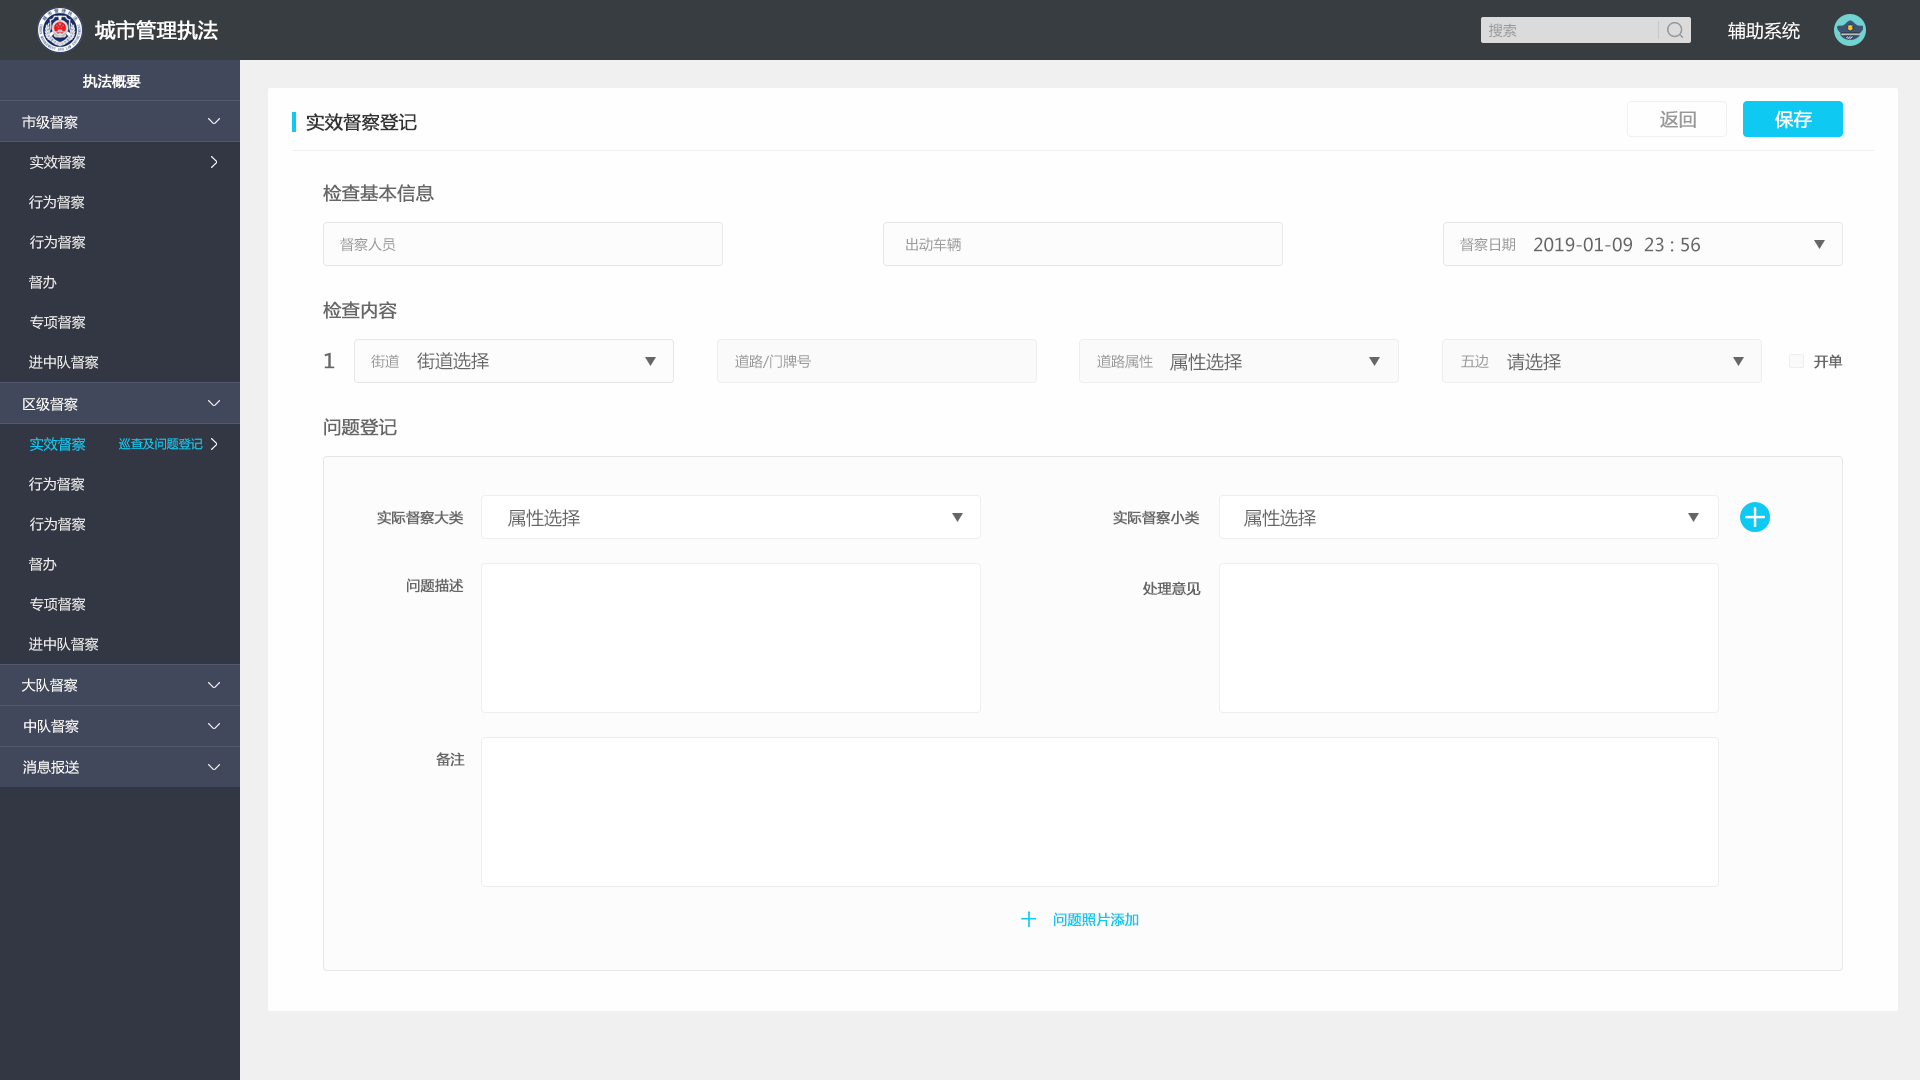 城市管理执法
搜索
辅助系统
执法概要
市级督察
实效督察
行为督察
行为督察
督办
专项督察
进中队督察
区级督察
实效督察 巡查及问题登记
行为督察
行为督察
督办
专项督察
进中队督察
大队督察
中队督察
消息报送
实效督察登记
返回
保存
检查基本信息
督察人员
出动车辆
督察日期 2019-01-09 23 : 56
检查内容
1 街道 街道选择
道路/门牌号
道路属性 属性选择
五边 请选择
开单
问题登记
实际督察大类 属性选择
实际督察小类 属性选择
问题描述
处理意见
备注
问题照片添加